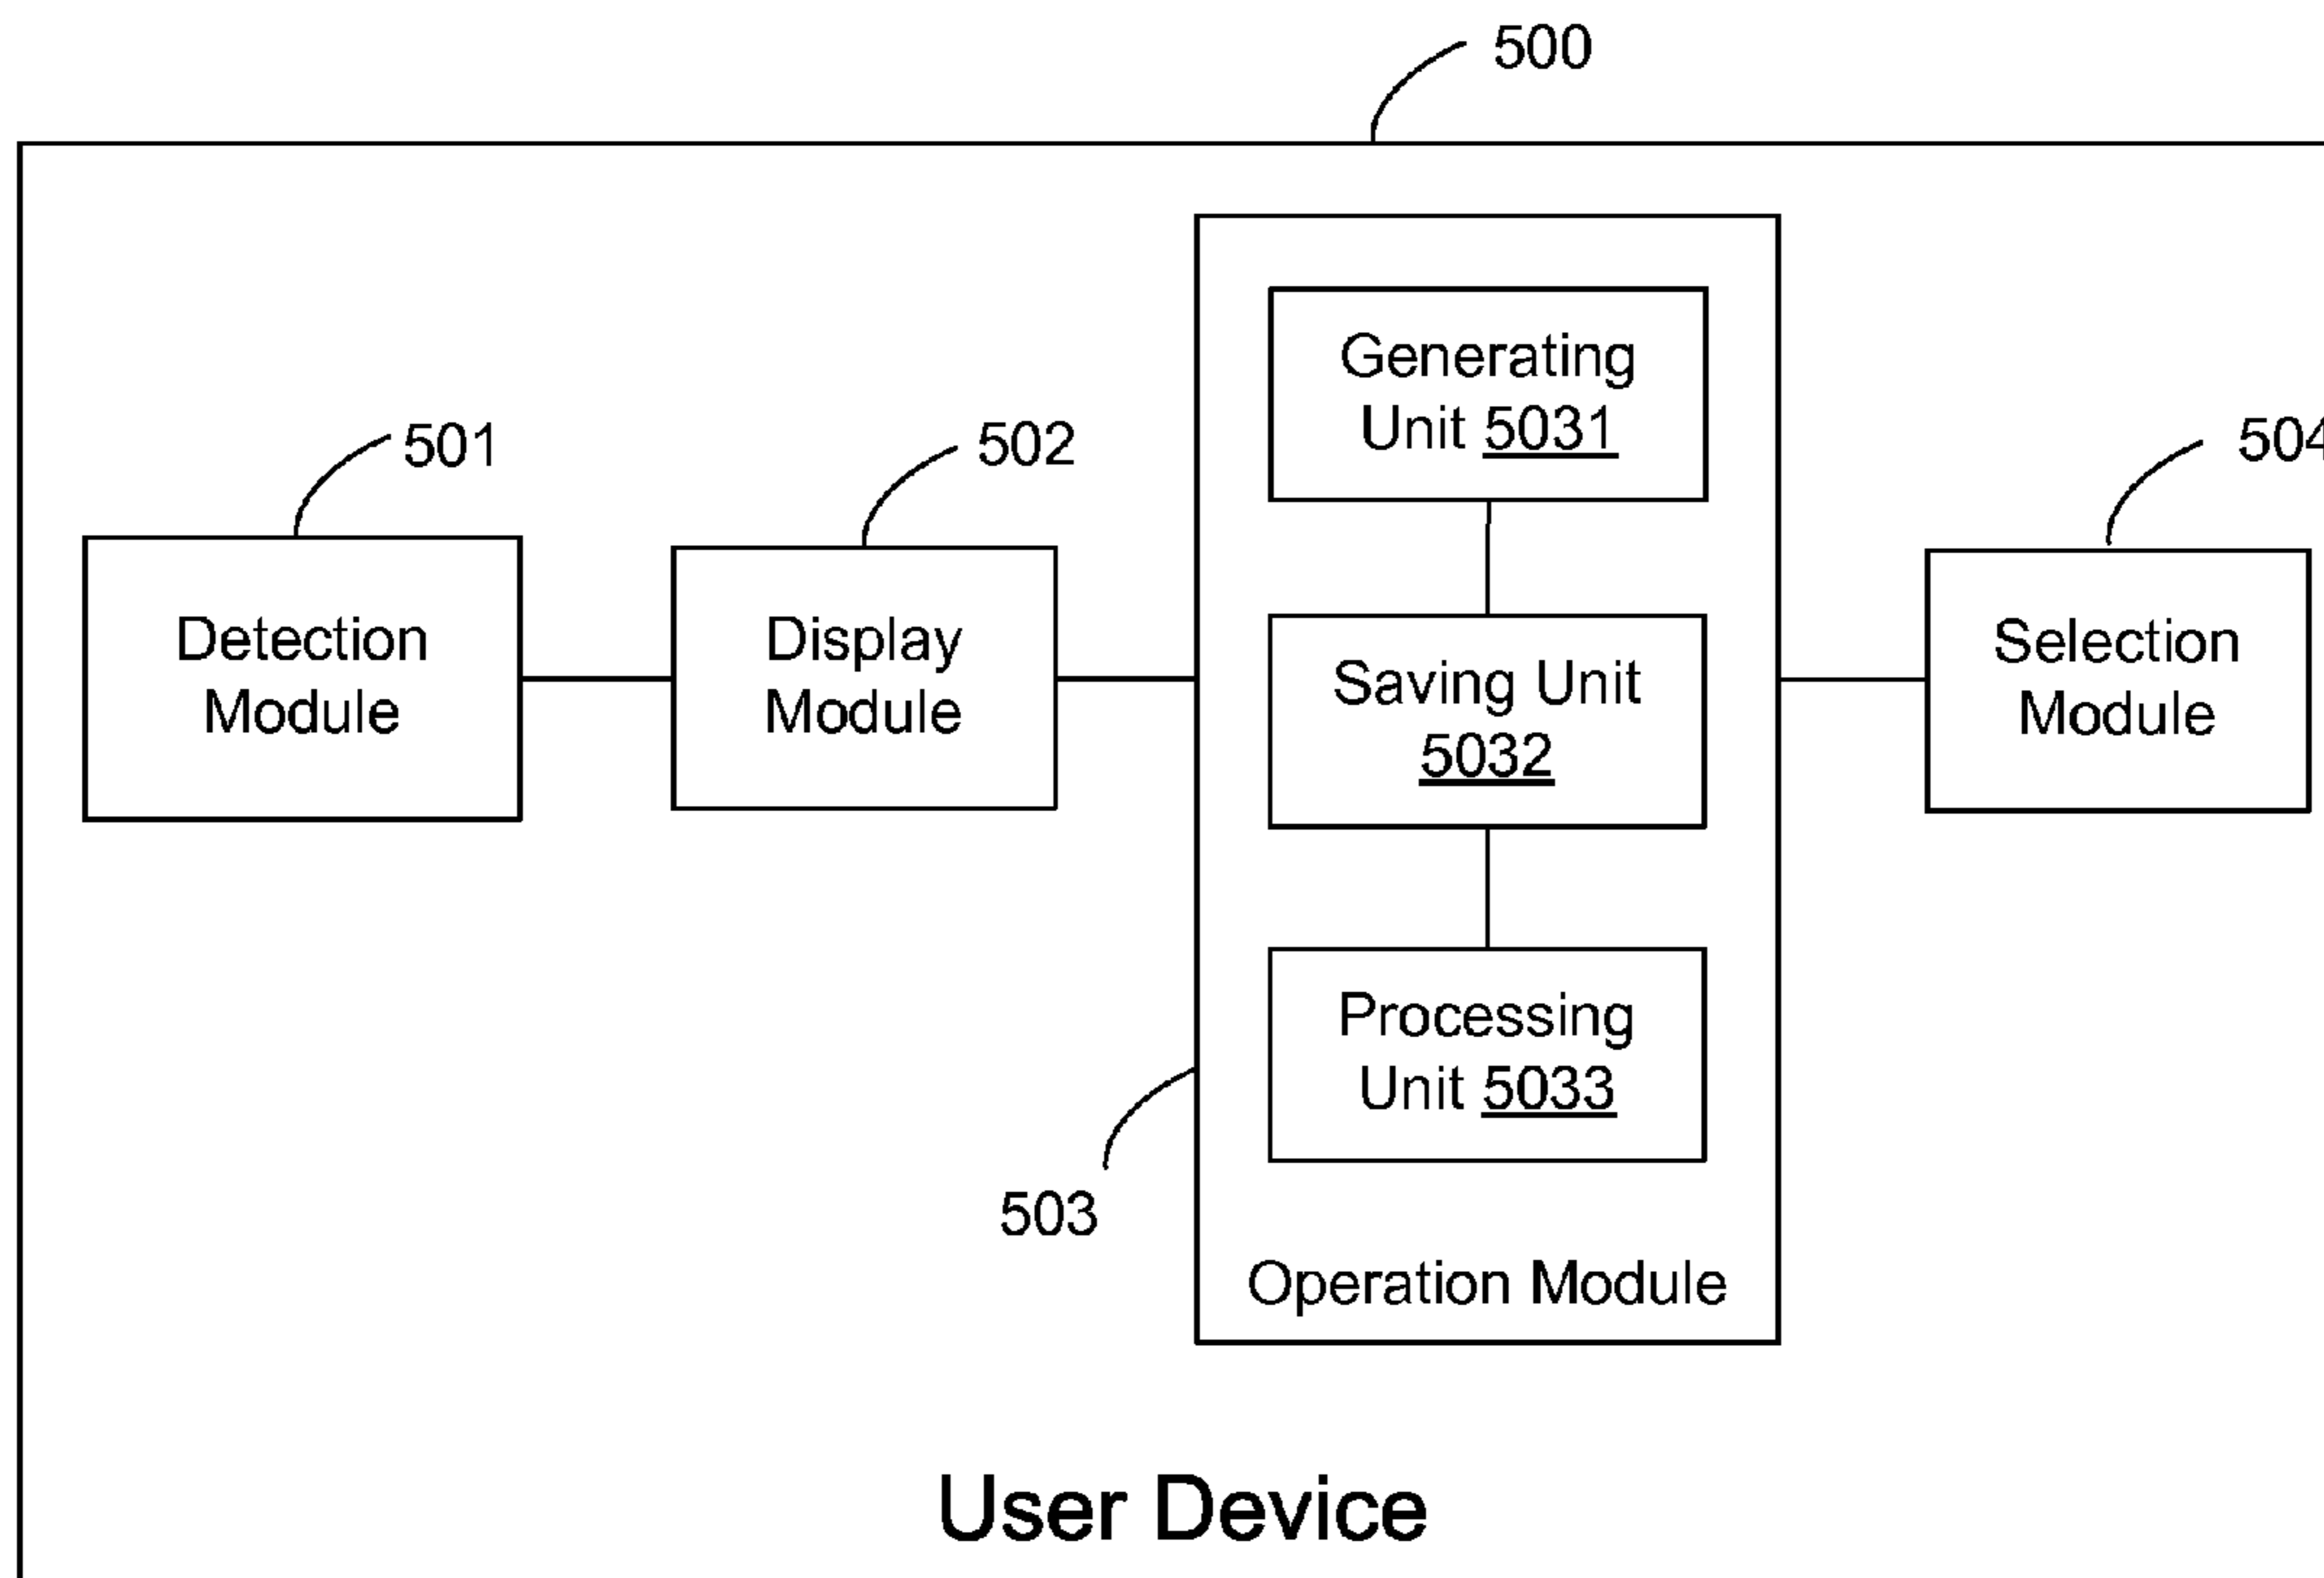 500
501
502
504
Generating
Unit 5031
Detection
Module
Display
Module
Saving Unit
5032
Selection
Module
Processing
Unit 5033
503
Operation Module
User Device